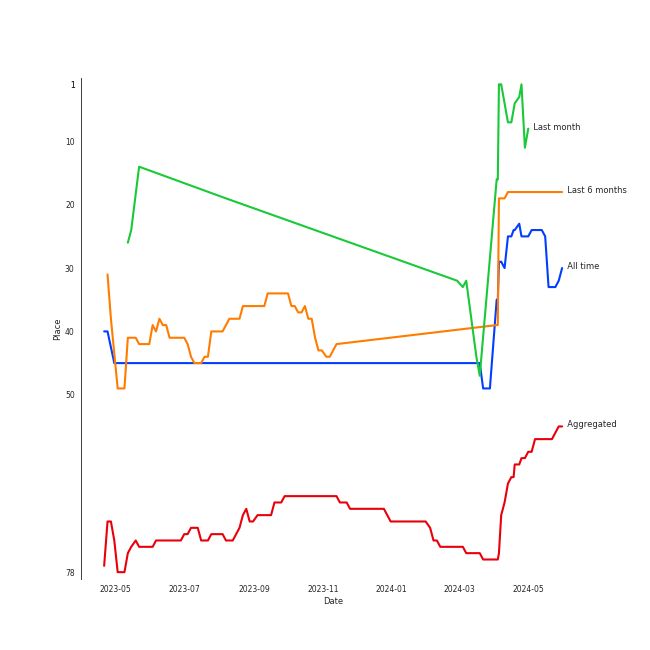 1
Last month
10
Last 6 months
20
All time
30
Place
40
50
Aggregated
78
2023-05 2023-07 2023-09 2023-11 2024-01 2024-03 2024-05
Date